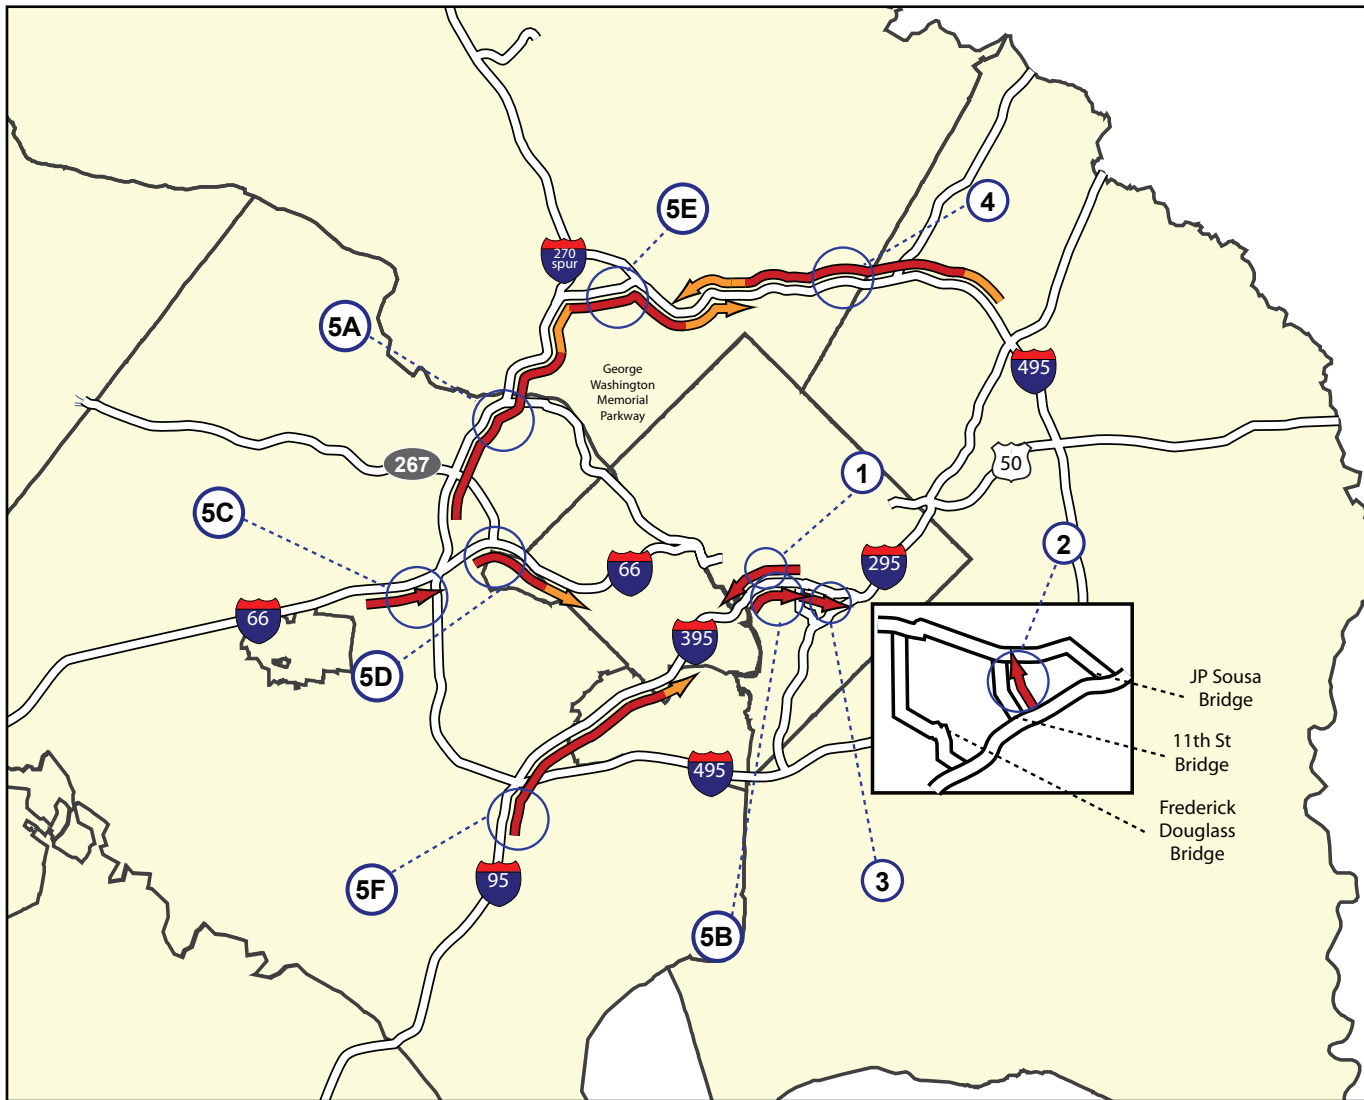 5E
4
270
spur
5A
George
Washington
Memorial
Parkway
495
267
50
1
5C
2
295
66
66
395
5D
JP Sousa
Bridge
11th St
Bridge
495
Frederick
Douglass
Bridge
95
5F
3
5B